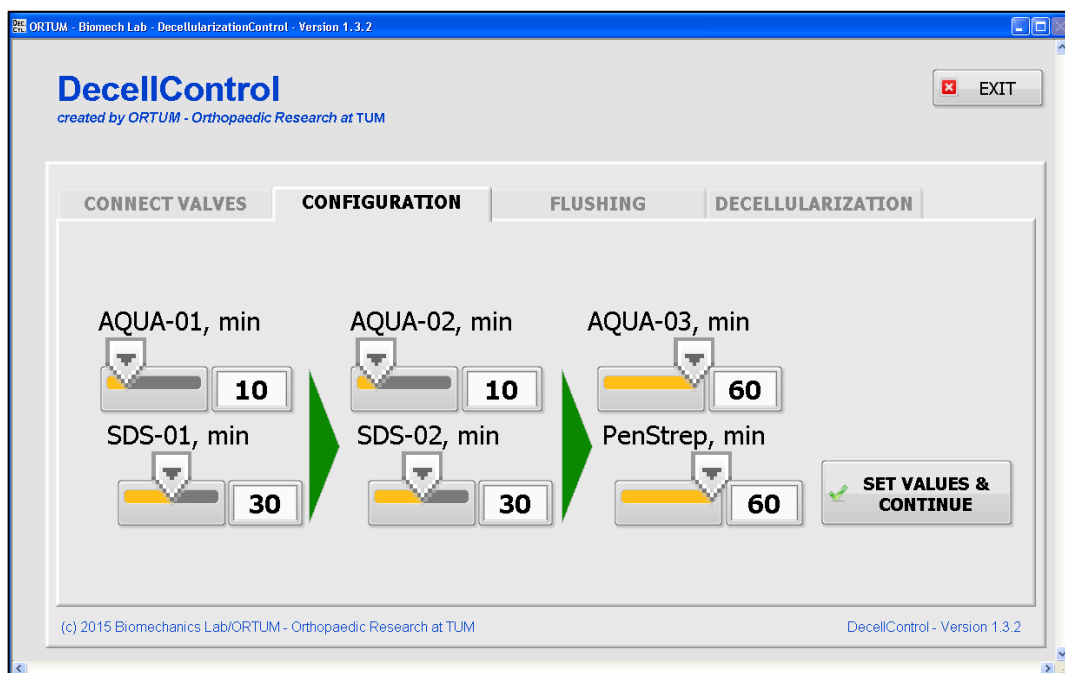 DEC CTL ORTUM - Biomech Lab - DecellularizationControl - Version 1.3.2
DecellControl
created by ORTUM - Orthopaedic Research at TUM
EXIT
CONNECT VALVES CONFIGURATION FLUSHING DECELLULARIZATION
AQUA-01, min AQUA-02, min AQUA-03, min
10 10 60
SDS-01, min SDS-02, min PenStrep, min
30 30 60
SET VALUES &
CONTINUE
(c) 2015 Biomechanics Lab/ORTUM - Orthopaedic Research at TUM DecellControl - Version 1.3.2